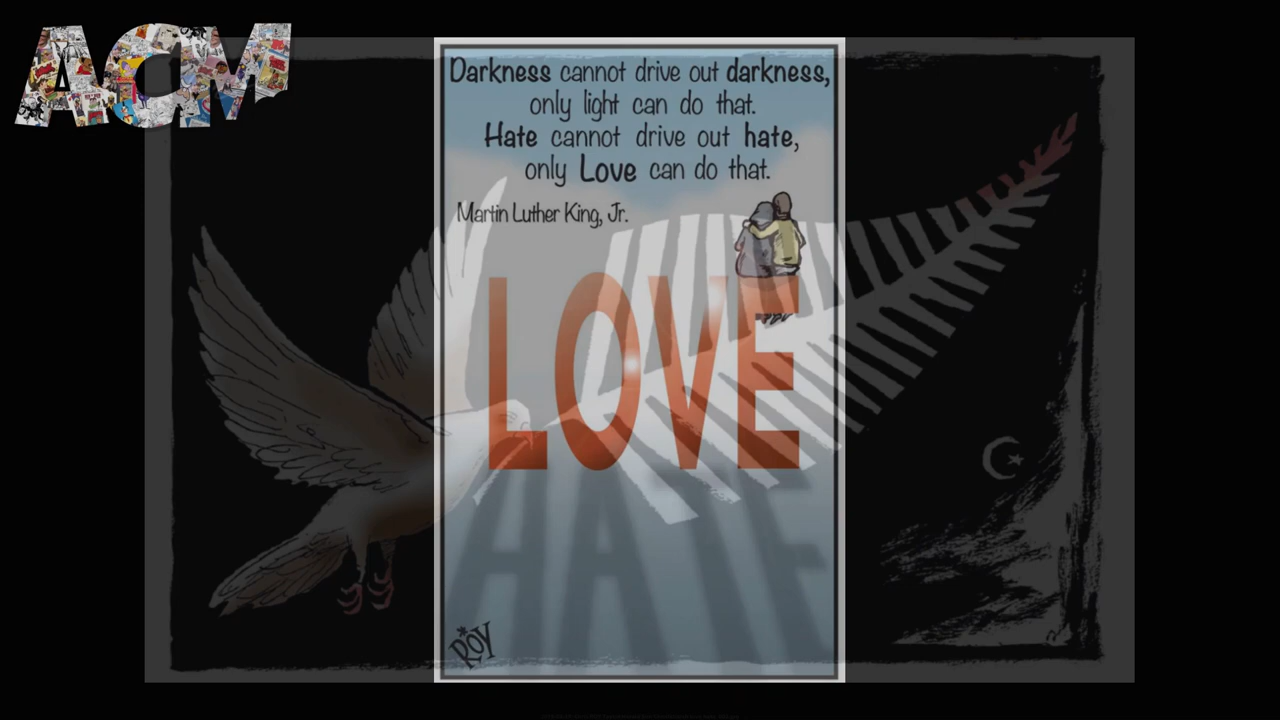 ACM
Darkness cannot drive out darkness,
only light can do that.
Hate cannot drive out hate,
only Love can do that.
Martin Luther King, Jr.
LOVE
HATE
ROY